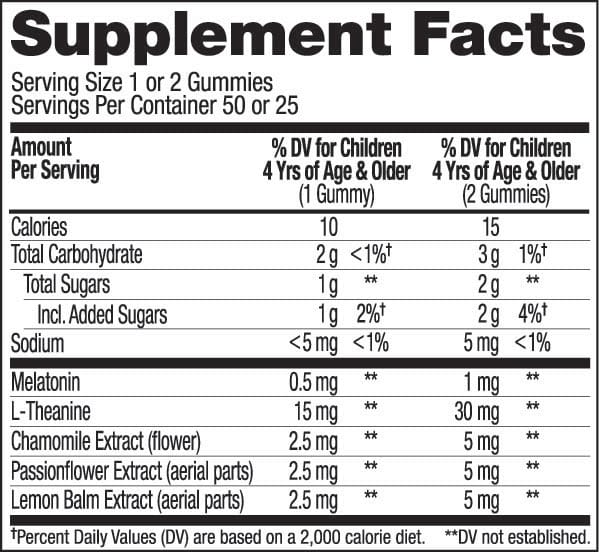 Supplement Facts
Serving Size 1 or 2 Gummies
Servings Per Container 50 or 25
Amount Per Serving % DV for Children 4 Yrs of Age & Older (1 Gummy) % DV for Children 4 Yrs of Age & Older (2 Gummies)
Calories 10 15
Total Carbohydrate 2 g <1%† 3 g 1%†
Total Sugars 1 g ** 2 g **
Incl. Added Sugars 1 g 2%† 2 g 4%†
Sodium <5 mg <1% 5 mg <1%
Melatonin 0.5 mg ** 1 mg **
L-Theanine 15 mg ** 30 mg **
Chamomile Extract (flower) 2.5 mg ** 5 mg **
Passionflower Extract (aerial parts) 2.5 mg ** 5 mg **
Lemon Balm Extract (aerial parts) 2.5 mg ** 5 mg **
†Percent Daily Values (DV) are based on a 2,000 calorie diet. **DV not established.